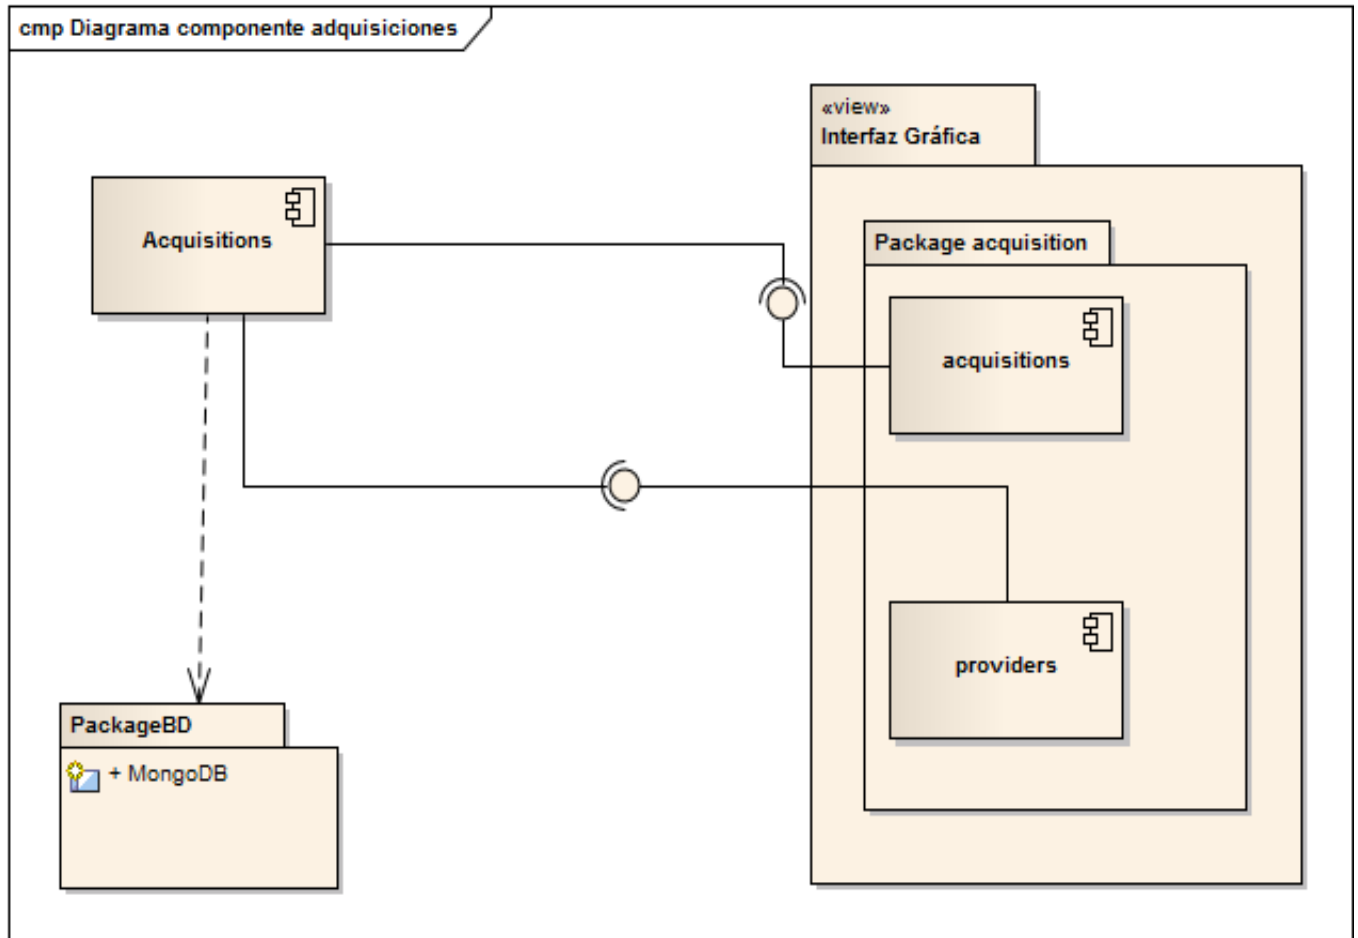 cmp Diagrama componente adquisiciones
«view»
Interfaz Gráfica
Acquisitions
Package acquisition
acquisitions
providers
PackageBD
+ MongoDB